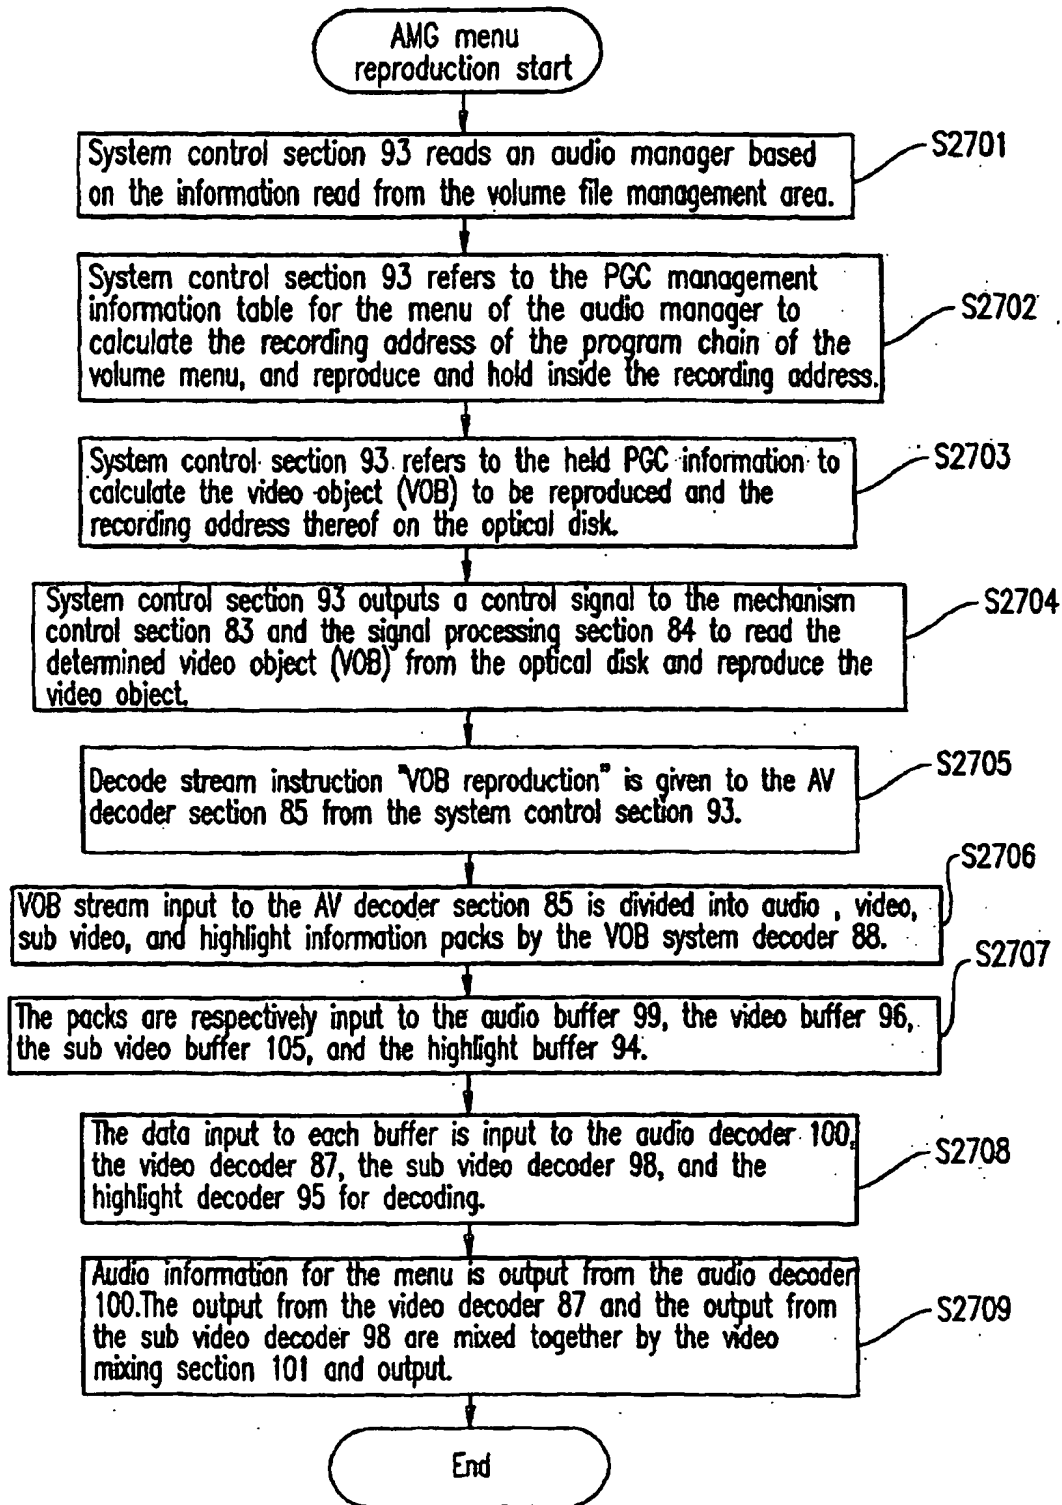 AMG menu
reproduction start
System control section 93 reads an audio manager based
on the information read from the volume file management area.
S2701
System control section 93 refers to the PGC management
information table for the menu of the audio manager to
calculate the recording address of the program chain of the
volume menu, and reproduce and hold inside the recording address.
S2702
System control section 93 refers to the held PGC information to
calculate the video object (VOB) to be reproduced and the
recording address thereof on the optical disk.
S2703
System control section 93 outputs a control signal to the mechanism
control section 83 and the signal processing section 84 to read the
determined video object (VOB) from the optical disk and reproduce the
video object.
S2704
Decode stream instruction "VOB reproduction" is given to the AV
decoder section 85 from the system control section 93.
S2705
VOB stream input to the AV decoder section 85 is divided into audio , video,
sub video, and highlight information packs by the VOB system decoder 88.
S2706
The packs are respectively input to the audio buffer 99, the video buffer 96,
the sub video buffer 105, and the highlight buffer 94.
S2707
The data input to each buffer is input to the audio decoder 100,
the video decoder 87, the sub video decoder 98, and the
highlight decoder 95 for decoding.
S2708
Audio information for the menu is output from the audio decoder
100.The output from the video decoder 87 and the output from
the sub video decoder 98 are mixed together by the video
mixing section 101 and output.
S2709
End